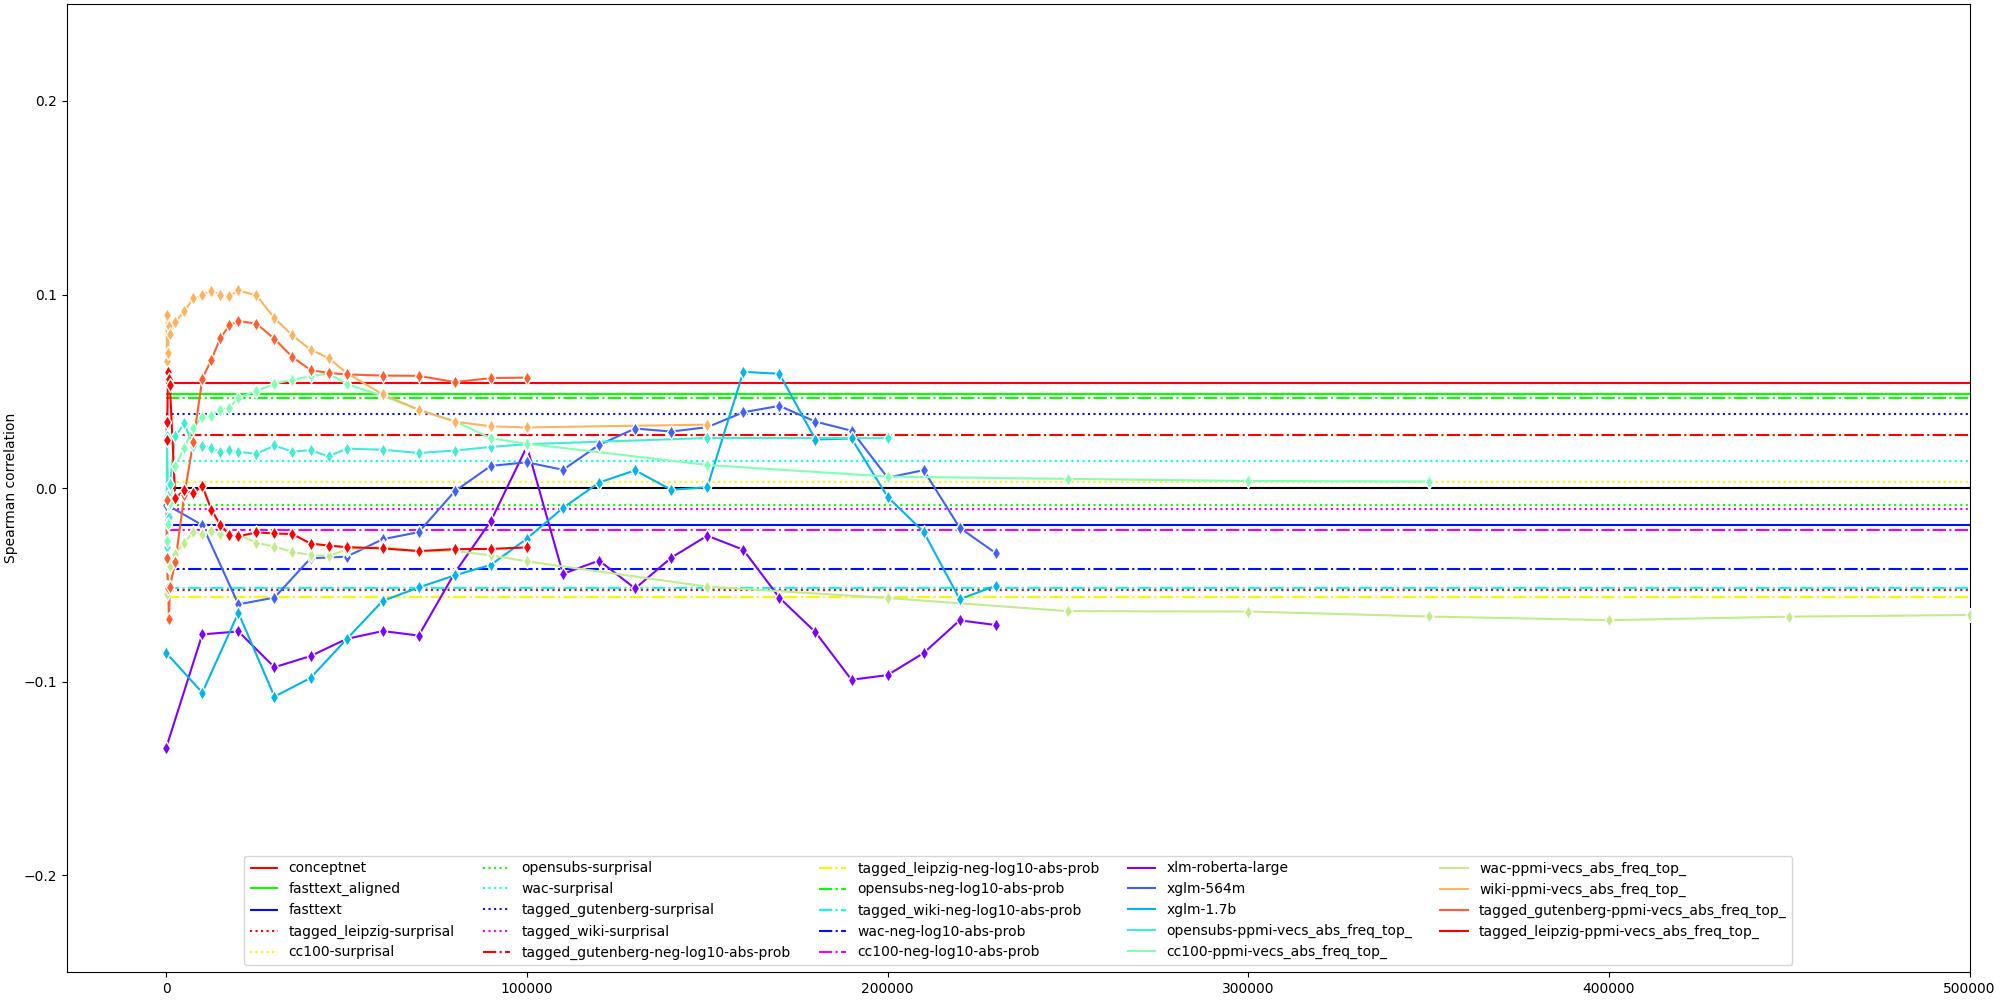 0.2
0.1
0.0
−0.1
−0.2
Spearman correlation
0
100000
200000
300000
400000
500000
conceptnet
fasttext_aligned
fasttext
tagged_leipzig-surprisal
cc100-surprisal
opensubs-surprisal
wac-surprisal
tagged_gutenberg-surprisal
tagged_wiki-surprisal
tagged_gutenberg-neg-log10-abs-prob
tagged_leipzig-neg-log10-abs-prob
opensubs-neg-log10-abs-prob
tagged_wiki-neg-log10-abs-prob
wac-neg-log10-abs-prob
cc100-neg-log10-abs-prob
xlm-roberta-large
xglm-564m
xglm-1.7b
opensubs-ppmi-vecs_abs_freq_top_
cc100-ppmi-vecs_abs_freq_top_
wac-ppmi-vecs_abs_freq_top_
wiki-ppmi-vecs_abs_freq_top_
tagged_gutenberg-ppmi-vecs_abs_freq_top_
tagged_leipzig-ppmi-vecs_abs_freq_top_